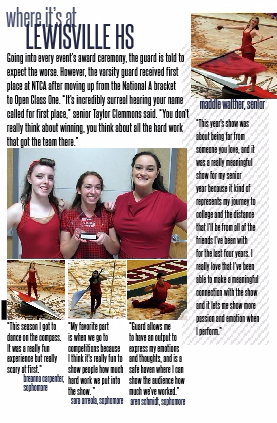 where it's at
LEWISVILLE HS
Going into every event's award ceremony, the guard is told to
expect the worse. However, the varsity guard received first
place at NTCA after moving up from the National A bracket
to Open Class One. "It's incredibly surreal hearing your name
called for first place," senior Taylor Clemmons said. "You don't
really think about winning, you think about all the hard work
that got the team there."
maddie walther, senior
"This year's show was
about being far from
someone you love, and it
was a really meaningful
show for my senior
year because it kind of
represents my journey to
college and the distance
that I'll be from all of the
friends I've been with
for the last four years. I
really love that I've been
able to make a meaningful
connection with the show
and it lets me show more
passion and emotion when
I perform."
"This season I got to
dance on the compass.
It was a really fun
experience but really
scary at first."
breanna carpenter,
sophomore
"My favorite part
is when we go to
competitions because
I think it's really fun to
show people how much
hard work we put into
the show."
sara arreola, sophomore
"Guard allows me
to have an output to
express my emotions
and thoughts, and is a
safe haven where I can
show the audience how
much we've worked."
aren schmidt, sophomore